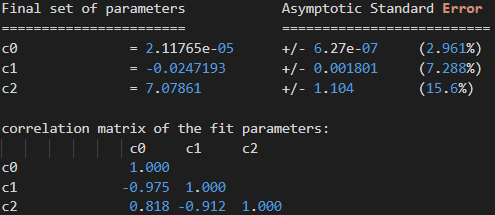 Final set of parameters Asymptotic Standard Error
======================= ==========================
c0 = 2.11765e-05 +/- 6.27e-07 (2.961%)
c1 = -0.0247193 +/- 0.001801 (7.288%)
c2 = 7.07861 +/- 1.104 (15.6%)
correlation matrix of the fit parameters:
c0 c1 c2
c0 1.000
c1 -0.975 1.000
c2 0.818 -0.912 1.000